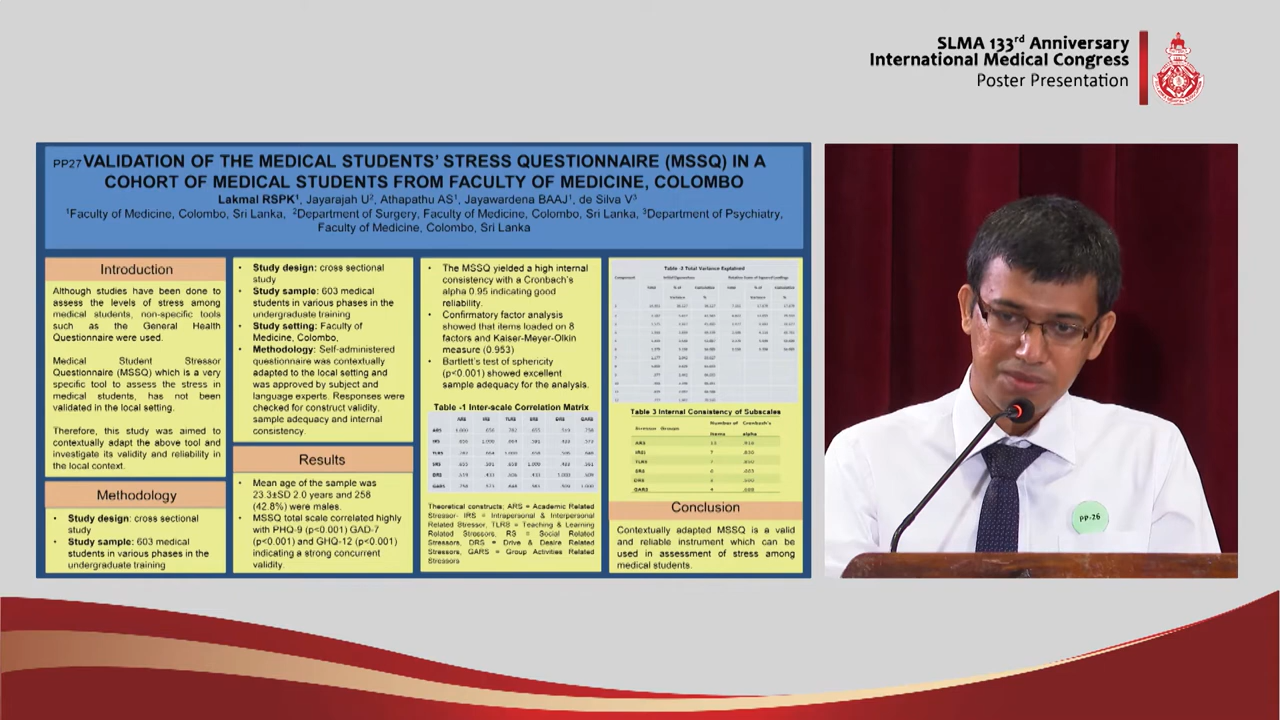 SLMA 133rd Anniversary
International Medical Congress
Poster Presentation
PP27 VALIDATION OF THE MEDICAL STUDENTS' STRESS QUESTIONNAIRE (MSSQ) IN A
COHORT OF MEDICAL STUDENTS FROM FACULTY OF MEDICINE, COLOMBO
Lakmal RSPK1, Jayarajah U2, Athapathu AS1, Jayawardena BAAJ1, de Silva V3
1Faculty of Medicine, Colombo, Sri Lanka, 2Department of Surgery, Faculty of Medicine, Colombo, Sri Lanka, 3Department of Psychiatry,
Faculty of Medicine, Colombo, Sri Lanka
Introduction
Although studies have been done to
assess the levels of stress among
medical students, non-specific tools
such as the General Health
Questionnaire were used.
Medical Student Stressor
Questionnaire (MSSQ) which is a very
specific tool to assess the stress in
medical students, has not been
validated in the local setting.
Therefore, this study was aimed to
contextually adapt the above tool and
investigate its validity and reliability in
the local context.
Methodology
• Study design: cross sectional
study
• Study sample: 603 medical
students in various phases in the
undergraduate training
• Study design: cross sectional
study
• Study sample: 603 medical
students in various phases in the
undergraduate training
• Study setting: Faculty of
Medicine, Colombo,
• Methodology: Self-administered
questionnaire was contextually
adapted to the local setting and
was approved by subject and
language experts. Responses were
checked for construct validity,
sample adequacy and internal
consistency.
Results
• Mean age of the sample was
23.3±SD 2.0 years and 258
(42.8%) were males.
• MSSQ total scale correlated highly
with PHQ-9 (p<0.001) GAD-7
(p<0.001) and GHQ-12 (p<0.001)
indicating a strong concurrent
validity.
• The MSSQ yielded a high internal
consistency with a Cronbach's
alpha 0.95 indicating good
reliability.
• Confirmatory factor analysis
showed that items loaded on 8
factors and Kaiser-Meyer-Olkin
measure (0.953)
• Bartlett's test of sphericity
(p<0.001) showed excellent
sample adequacy for the analysis.
Table -1 Inter-scale Correlation Matrix
Theoretical constructs; ARS = Academic Related
Stressor- IRS = Intrapersonal & Interpersonal
Related Stressor, TLRS = Teaching & Learning
Related Stressors, RS = Social Related
Stressors, DRS = Drive & Desire Related
Stressors, GARS = Group Activities Related
Stressors
Table -2 Total Variance Explained
Table 3 Internal Consistency of Subscales
Stressor Groups Number of Items Cronbach's alpha
Conclusion
Contextually adapted MSSQ is a valid
and reliable instrument which can be
used in assessment of stress among
medical students.
PP-26